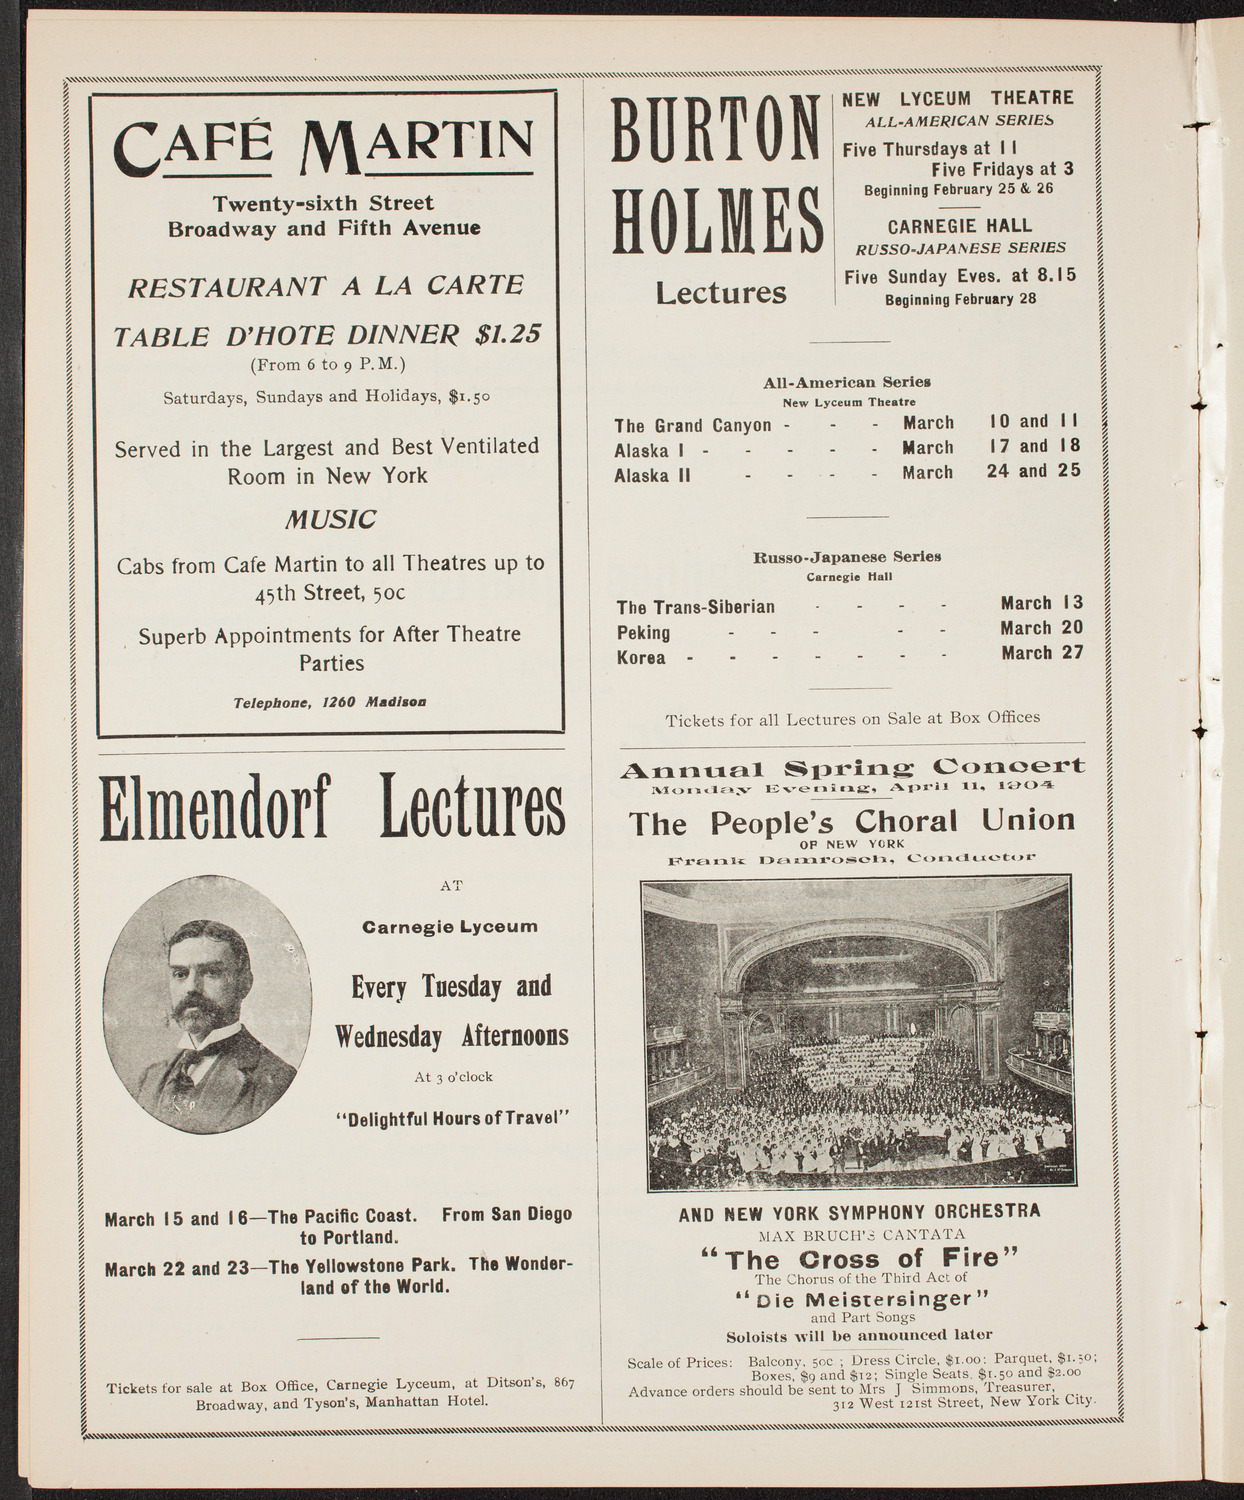 CAFÉ MARTIN
Twenty-sixth Street
Broadway and Fifth Avenue
RESTAURANT A LA CARTE
TABLE D'HOTE DINNER $1.25
(From 6 to 9 P.M.)
Saturdays, Sundays and Holidays, $1.50
Served in the Largest and Best Ventilated
Room in New York
MUSIC
Cabs from Cafe Martin to all Theatres up to
45th Street, 50c
Superb Appointments for After Theatre
Parties
Telephone, 1260 Madison
Elmendorf Lectures
AT
Carnegie Lyceum
Every Tuesday and
Wednesday Afternoons
At 3 o'clock
"Delightful Hours of Travel"
March 15 and 16—The Pacific Coast. From San Diego
to Portland.
March 22 and 23—The Yellowstone Park. The Wonder-
land of the World.
Tickets for sale at Box Office, Carnegie Lyceum, at Ditson's, 867
Broadway, and Tyson's, Manhattan Hotel.
BURTON
HOLMES
Lectures
NEW LYCEUM THEATRE
ALL-AMERICAN SERIES
Five Thursdays at 11
Five Fridays at 3
Beginning February 25 & 26
CARNEGIE HALL
RUSSO-JAPANESE SERIES
Five Sunday Eves. at 8.15
Beginning February 28
All-American Series
New Lyceum Theatre
The Grand Canyon - - - March 10 and 11
Alaska I - - - - - March 17 and 18
Alaska II - - - - March 24 and 25
Russo-Japanese Series
Carnegie Hall
The Trans-Siberian - - - - March 13
Peking - - - - - March 20
Korea - - - - - - - March 27
Tickets for all Lectures on Sale at Box Offices
Annual Spring Concert
Monday Evening, April 11, 1904
The People's Choral Union
OF NEW YORK
Frank Damrosch, Conductor
AND NEW YORK SYMPHONY ORCHESTRA
MAX BRUCH'S CANTATA
"The Cross of Fire"
The Chorus of the Third Act of
"Die Meistersinger"
and Part Songs
Soloists will be announced later
Scale of Prices: Balcony, 50c ; Dress Circle, $1.00: Parquet, $1.50;
Boxes, $9 and $12; Single Seats. $1.50 and $2.00
Advance orders should be sent to Mrs J Simmons, Treasurer,
312 West 121st Street, New York City.